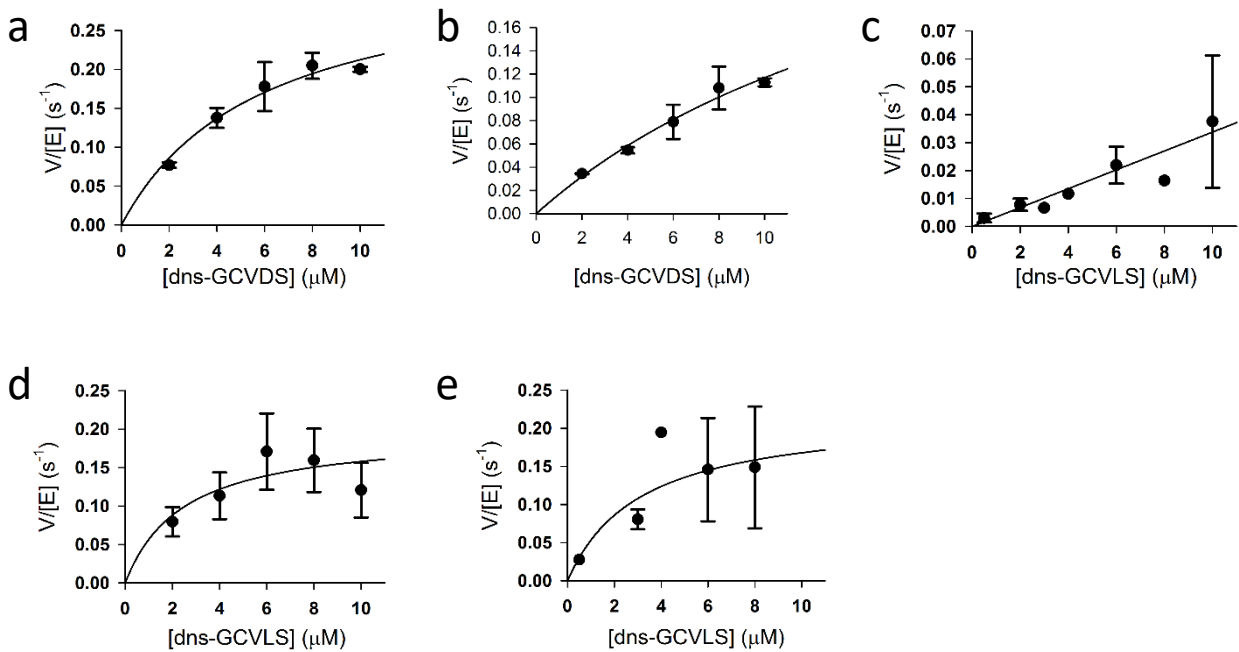 a
V/[E] (s⁻¹)
0.25
0.20
0.15
0.10
0.05
0.00
0 2 4 6 8 10
[dns-GCVDS] (μM)
b
V/[E] (s⁻¹)
0.16
0.14
0.12
0.10
0.08
0.06
0.04
0.02
0.00
0 2 4 6 8 10
[dns-GCVDS] (μM)
c
V/[E] (s⁻¹)
0.07
0.06
0.05
0.04
0.03
0.02
0.01
0.00
0 2 4 6 8 10
[dns-GCVLS] (μM)
d
V/[E] (s⁻¹)
0.25
0.20
0.15
0.10
0.05
0.00
0 2 4 6 8 10
[dns-GCVLS] (μM)
e
V/[E] (s⁻¹)
0.25
0.20
0.15
0.10
0.05
0.00
0 2 4 6 8 10
[dns-GCVLS] (μM)